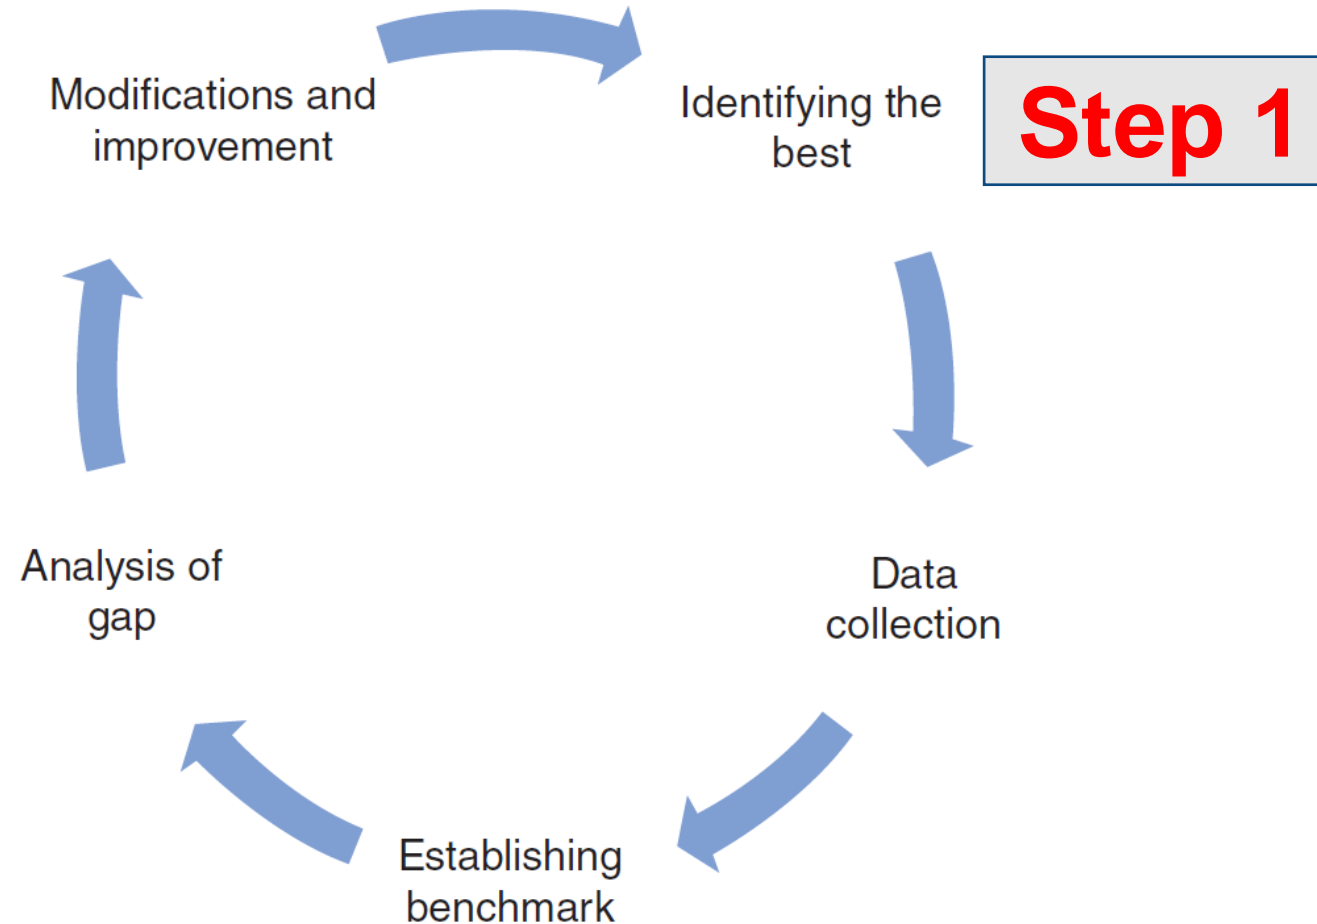 Modifications and
improvement
Identifying the
best
Step 1
Data
collection
Establishing
benchmark
Analysis of
gap